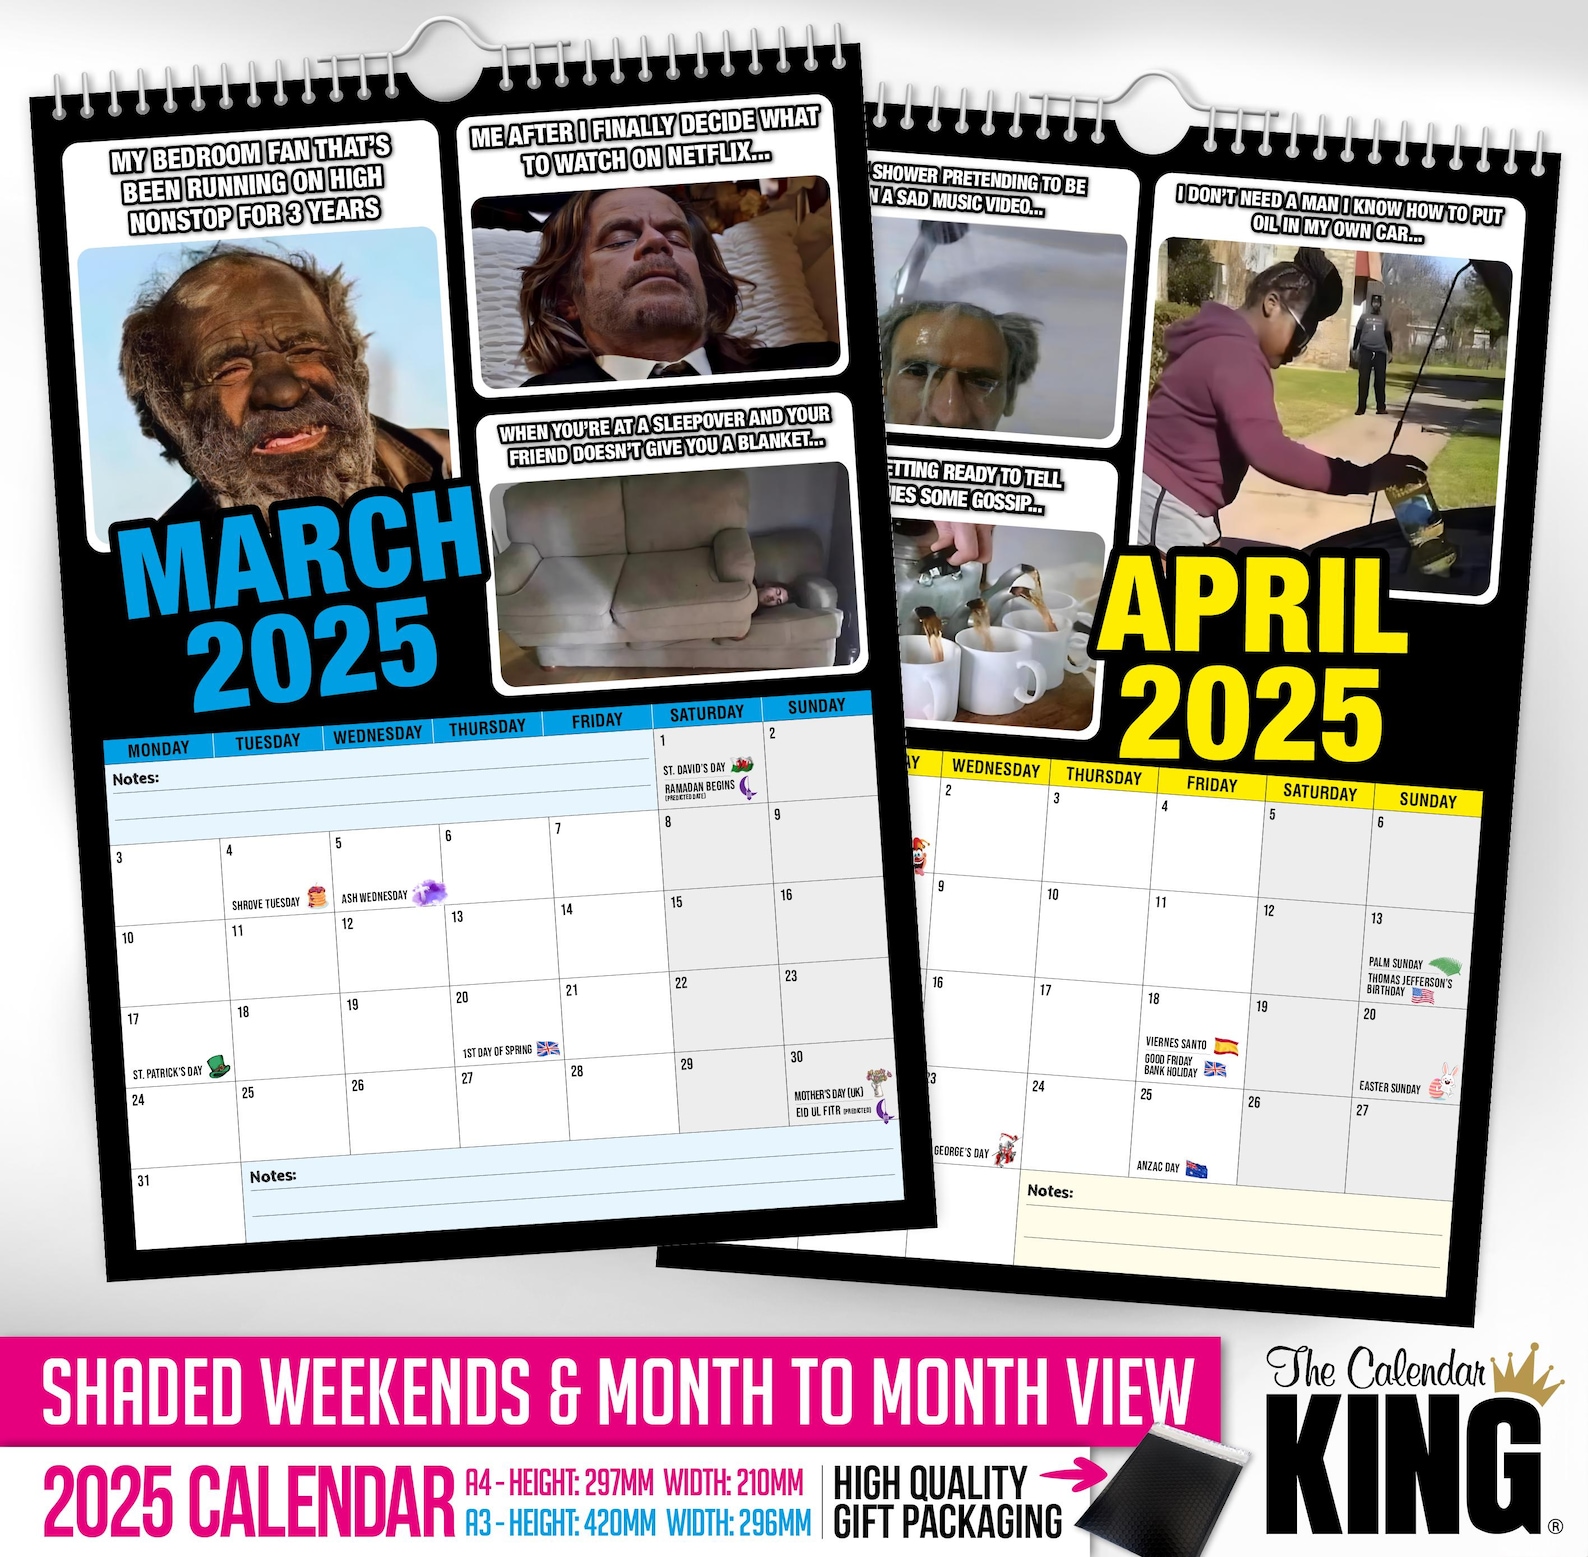 MY BEDROOM FAN THAT'S
BEEN RUNNING ON HIGH
NONSTOP FOR 3 YEARS
ME AFTER I FINALLY DECIDE WHAT
TO WATCH ON NETFLIX...
WHEN YOU'RE AT A SLEEPOVER AND YOUR
FRIEND DOESN'T GIVE YOU A BLANKET...
MARCH
2025
MONDAY TUESDAY WEDNESDAY THURSDAY FRIDAY SATURDAY SUNDAY
Notes:
1 2
ST. DAVID'S DAY
RAMADAN BEGINS
(PREDICTED DATE)
3 4 5 6 7 8 9
SHROVE TUESDAY
ASH WEDNESDAY
10 11 12 13 14 15 16
17 18 19 20 21 22 23
ST. PATRICK'S DAY
1ST DAY OF SPRING
24 25 26 27 28 29 30
MOTHER'S DAY (UK)
EID UL FITR (PREDICTED)
31
Notes:
SHOWER PRETENDING TO BE
A SAD MUSIC VIDEO...
I DON'T NEED A MAN I KNOW HOW TO PUT
OIL IN MY OWN CAR...
READY TO TELL
SOME GOSSIP...
APRIL
2025
WEDNESDAY THURSDAY FRIDAY SATURDAY SUNDAY
2 3 4 5 6
9 10 11 12 13
PALM SUNDAY
THOMAS JEFFERSON'S
BIRTHDAY
16 17 18 19 20
VIERNES SANTO
GOOD FRIDAY
BANK HOLIDAY
EASTER SUNDAY
23 24 25 26 27
GEORGE'S DAY
ANZAC DAY
Notes:
SHADED WEEKENDS & MONTH TO MONTH VIEW
2025 CALENDAR
A4 - HEIGHT: 297MM WIDTH: 210MM
A3 - HEIGHT: 420MM WIDTH: 296MM
HIGH QUALITY
GIFT PACKAGING
The Calendar
KING
®